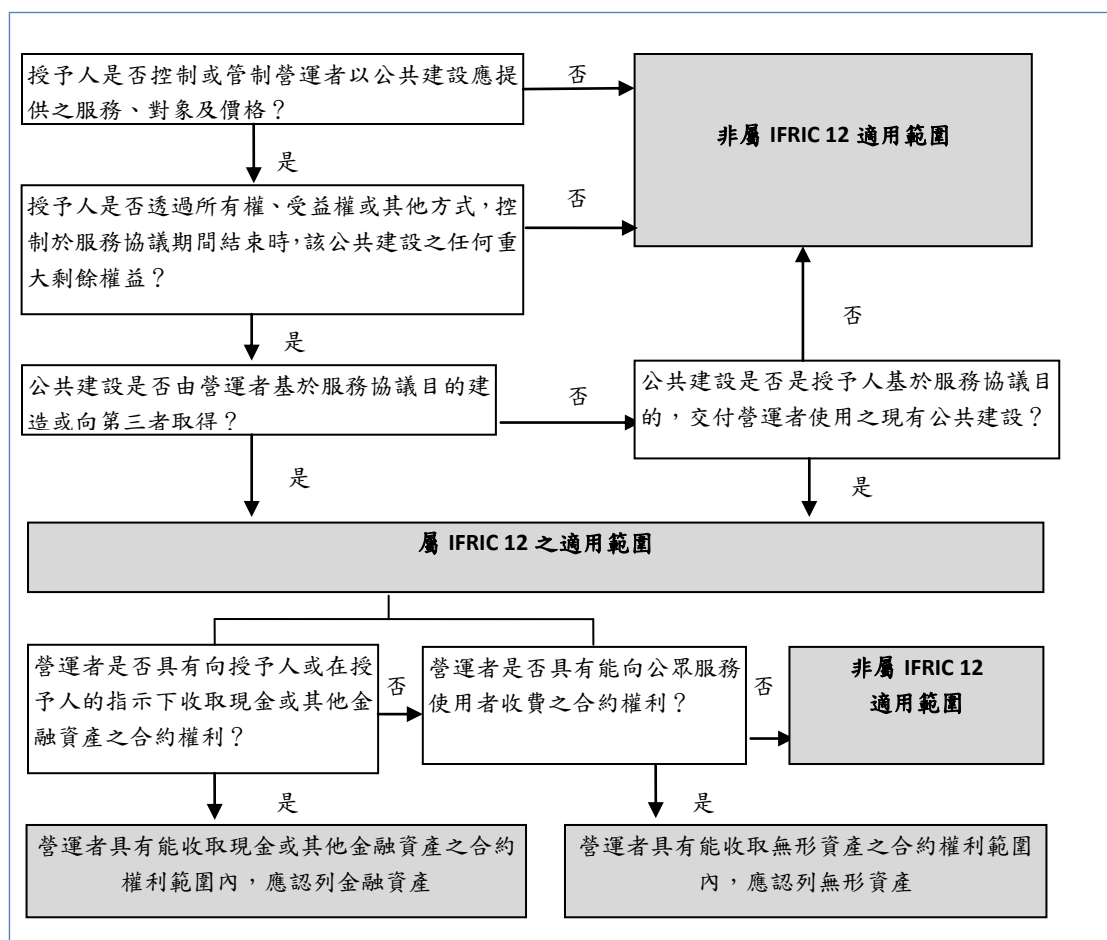 授予人是否控制或管制營運者以公共建設應提
供之服務、對象及價格？
否
非屬 IFRIC 12 適用範圍
是
授予人是否透過所有權、受益權或其他方式，控
制於服務協議期間結束時，該公共建設之任何重
大剩餘權益？
否
是
否
公共建設是否由營運者基於服務協議目的建
造或向第三者取得？
否
公共建設是否是授予人基於服務協議目
的，交付營運者使用之現有公共建設？
是
是
屬 IFRIC 12 之適用範圍
營運者是否具有向授予人或在授
予人的指示下收取現金或其他金
融資產之合約權利？
否
營運者是否具有能向公眾服務
使用者收費之合約權利？
否
非屬 IFRIC 12
適用範圍
是
是
營運者具有能收取現金或其他金融資產之合約
權利範圍內，應認列金融資產
營運者具有能收取無形資產之合約權利範圍
內，應認列無形資產